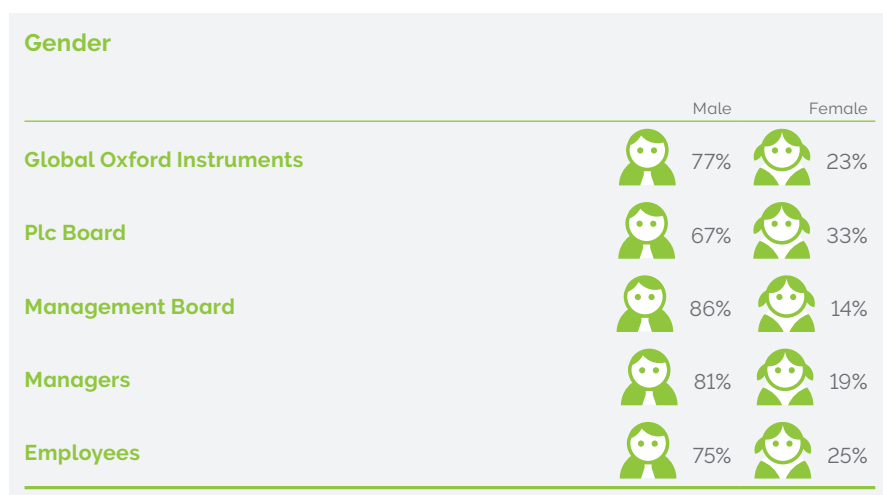 Gender
Male Female
Global Oxford Instruments 77% 23%
Plc Board 67% 33%
Management Board 86% 14%
Managers 81% 19%
Employees 75% 25%